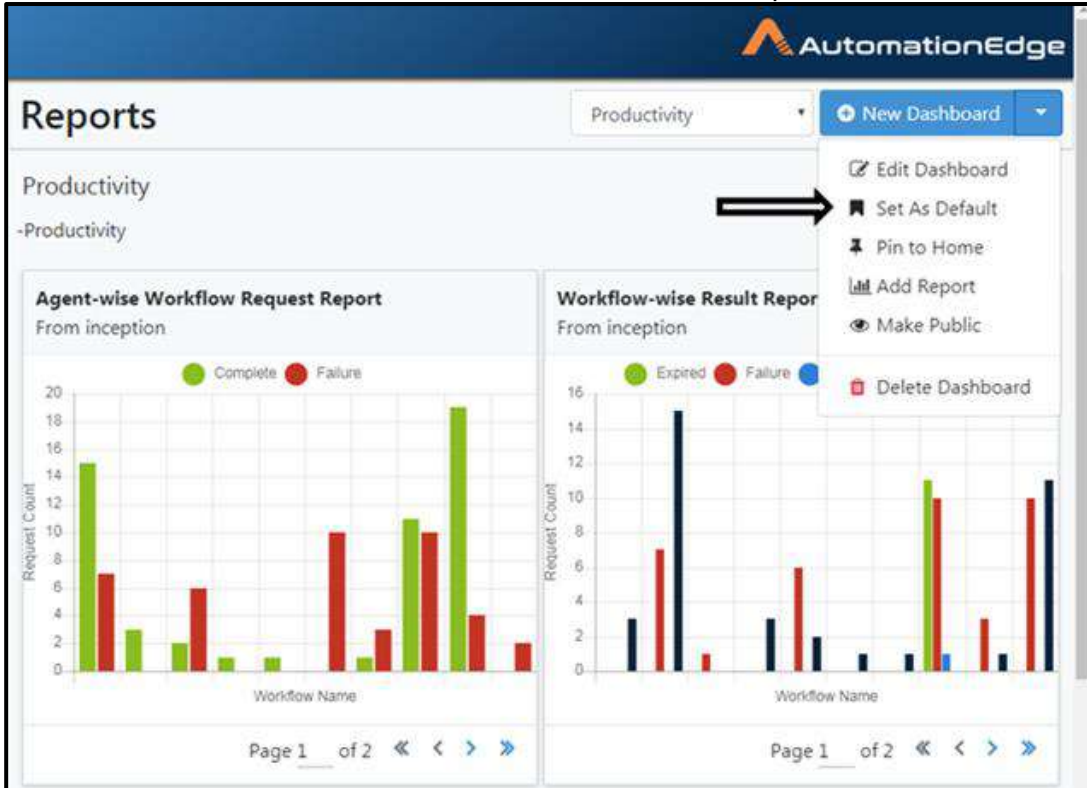 AutomationEdge
Reports
Productivity
New Dashboard
Edit Dashboard
Set As Default
Pin to Home
Add Report
Make Public
Delete Dashboard
Productivity
-Productivity
Agent-wise Workflow Request Report
From inception
Complete Failure
20
18
16
14
12
10
8
6
4
2
0
Request Count
Workflow Name
Page 1 of 2 « < > »
Workflow-wise Result Repor
From inception
Expired Failure
16
14
12
10
8
6
4
2
0
Request Count
Workflow Name
Page 1 of 2 « < > »